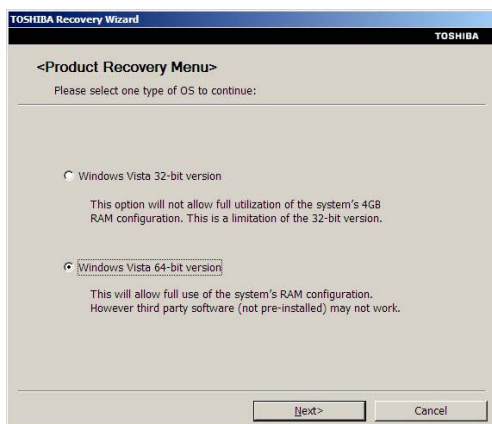 TOSHIBA Recovery Wizard
TOSHIBA
<Product Recovery Menu>
Please select one type of OS to continue:
Windows Vista 32-bit version
This option will not allow full utilization of the system's 4GB
RAM configuration. This is a limitation of the 32-bit version.
Windows Vista 64-bit version
This will allow full use of the system's RAM configuration.
However third party software (not pre-installed) may not work.
Next>
Cancel